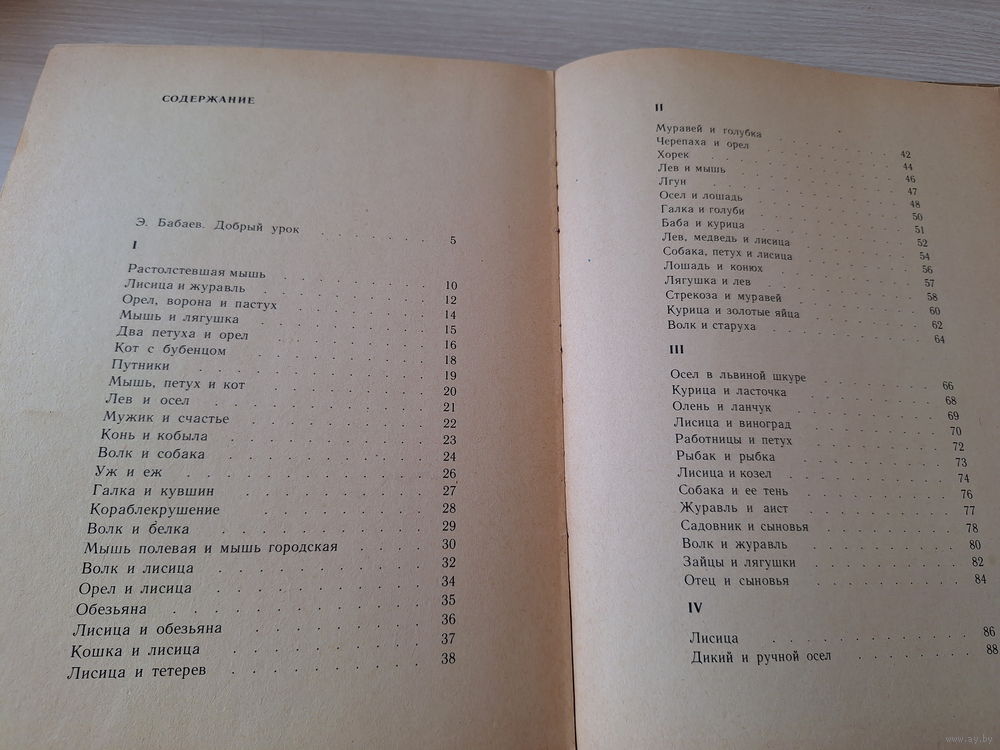 СОДЕРЖАНИЕ
Э. Бабаев. Добрый урок . . . . . 5
I
Растолстевшая мышь . . . . . 10
Лисица и журавль . . . . . 12
Орел, ворона и пастух . . . . . 14
Мышь и лягушка . . . . . 15
Два петуха и орел . . . . . 16
Кот с бубенцом . . . . . 18
Путники . . . . . 19
Мышь, петух и кот . . . . . 20
Лев и осел . . . . . 21
Мужик и счастье . . . . . 22
Конь и кобыла . . . . . 23
Волк и собака . . . . . 24
Уж и еж . . . . . 26
Галка и кувшин . . . . . 27
Кораблекрушение . . . . . 28
Волк и белка . . . . . 29
Мышь полевая и мышь городская . . . . 30
Волк и лисица . . . . . 32
Орел и лисица . . . . . 34
Обезьяна . . . . . 35
Лисица и обезьяна . . . . . 36
Кошка и лисица . . . . . 37
Лисица и тетерев . . . . . 38
II
Муравей и голубка . . . . . 42
Черепаха и орел . . . . . 44
Хорек . . . . . 46
Лев и мышь . . . . . 47
Лгун . . . . . 48
Осел и лошадь . . . . . 50
Галка и голуби . . . . . 51
Баба и курица . . . . . 52
Лев, медведь и лисица . . . . . 54
Собака, петух и лисица . . . . . 56
Лошадь и конюх . . . . . 57
Лягушка и лев . . . . . 58
Стрекоза и муравей . . . . . 60
Курица и золотые яйца . . . . . 62
Волк и старуха . . . . . 64
III
Осел в львиной шкуре . . . . . 66
Курица и ласточка . . . . . 68
Олень и ланчук . . . . . 69
Лисица и виноград . . . . . 70
Работницы и петух . . . . . 72
Рыбак и рыбка . . . . . 73
Лисица и козел . . . . . 74
Собака и ее тень . . . . . 76
Журавль и аист . . . . . 77
Садовник и сыновья . . . . . 78
Волк и журавль . . . . . 80
Зайцы и лягушки . . . . . 82
Отец и сыновья . . . . . 84
IV
Лисица . . . . . 86
Дикий и ручной осел . . . . . 88
www.ay.by